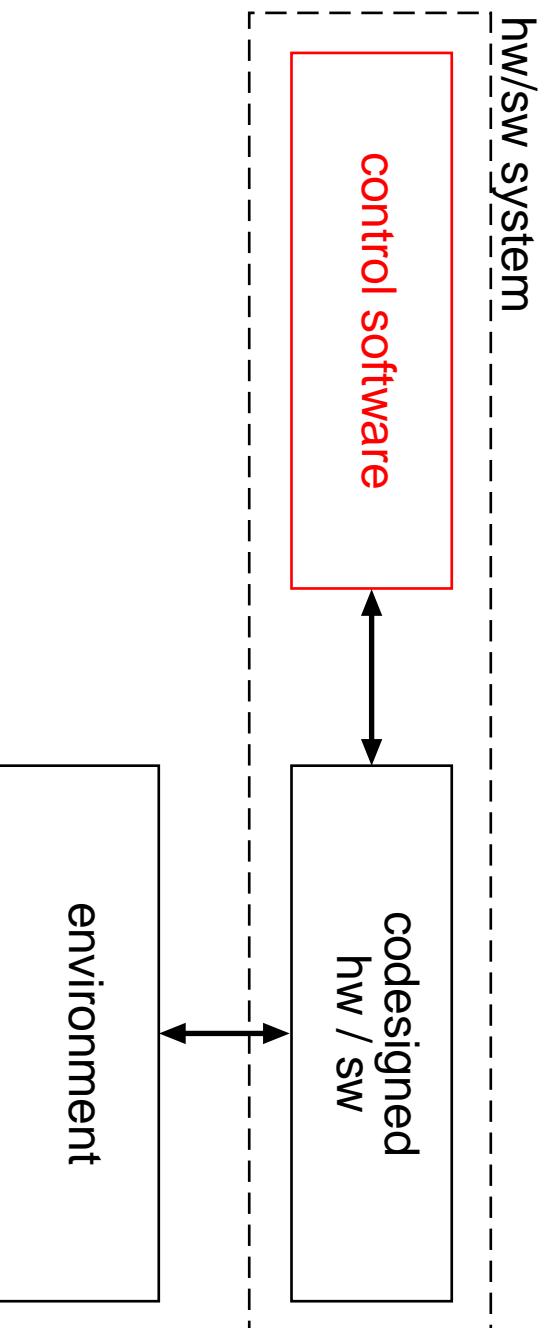 hw/sw system
control software
codesigned
hw / sw
environment